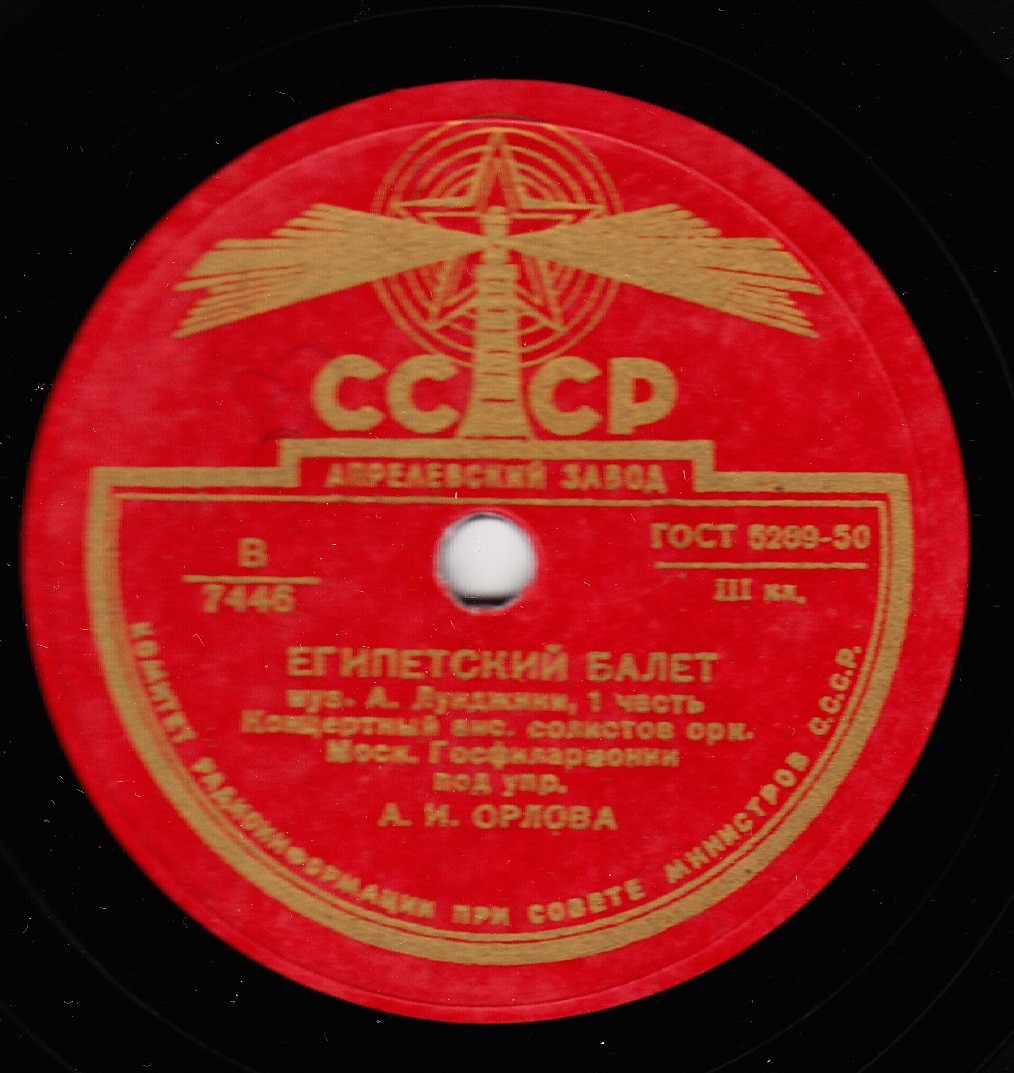 СССР
АПРЕЛЕВСКИЙ ЗАВОД
В
7446
ГОСТ 5289-50
III кл.
ЕГИПЕТСКИЙ БАЛЕТ
муз. А. Луиджини, 1 часть
Концертный анс. солистов орк.
Моск. Госфилармонии
под упр.
А. И. ОРЛОВА
КОМИТЕТ РАДИОИНФОРМАЦИИ ПРИ СОВЕТЕ МИНИСТРОВ С.С.С.Р.